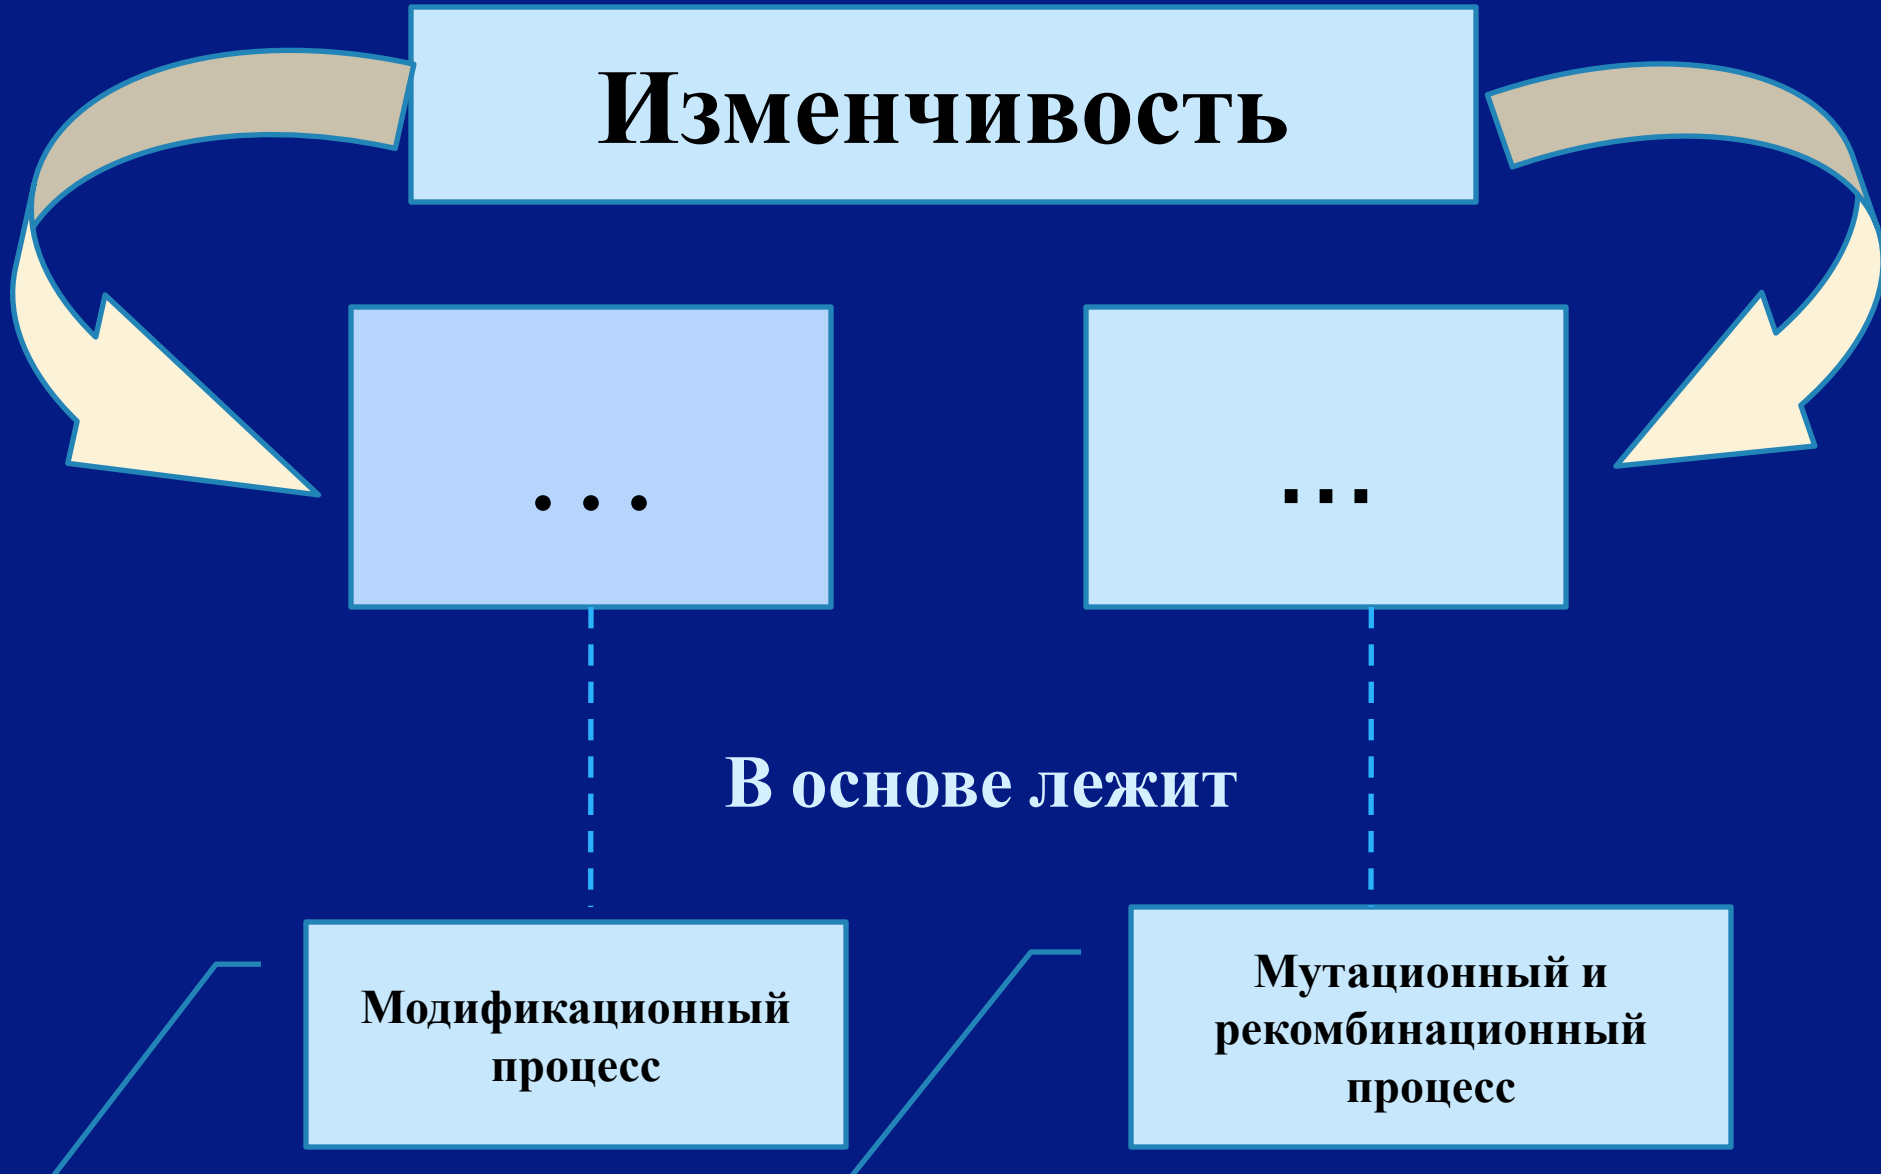 Изменчивость
...
...
В основе лежит
Модификационный
процесс
Мутационный и
рекомбинационный
процесс